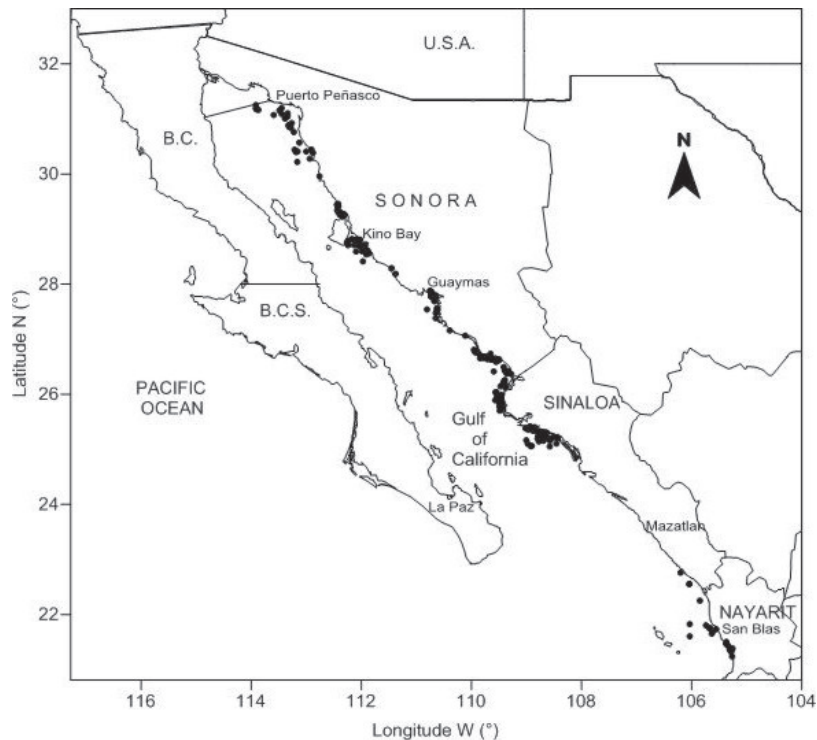 U.S.A.
32
Puerto Peñasco
B.C.
N
30
SONORA
Kino Bay
28
Guaymas
B.C.S.
Latitude N (°)
26
PACIFIC
OCEAN
SINALOA
Gulf
of
California
24
La Paz
Mazatlan
22
NAYARIT
San Blas
116
114
112
110
108
106
104
Longitude W (°)